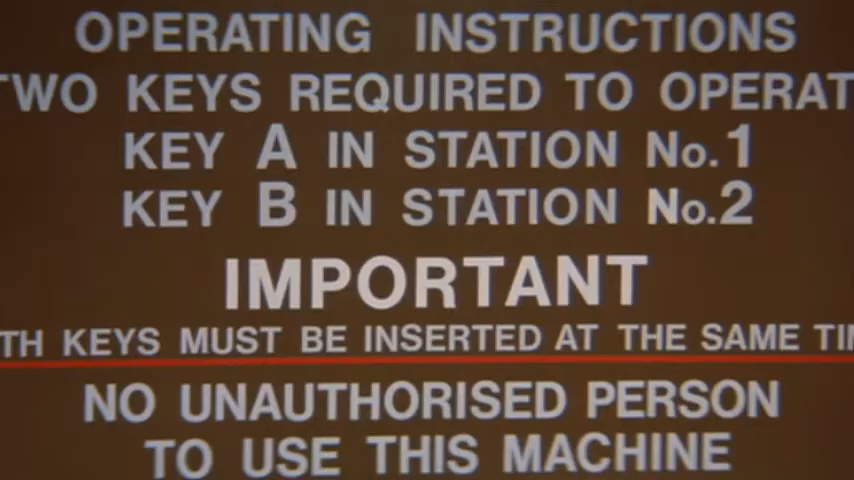 OPERATING INSTRUCTIONS
TWO KEYS REQUIRED TO OPERAT
KEY A IN STATION No.1
KEY B IN STATION No.2
IMPORTANT
TH KEYS MUST BE INSERTED AT THE SAME TIM
NO UNAUTHORISED PERSON
TO USE THIS MACHINE